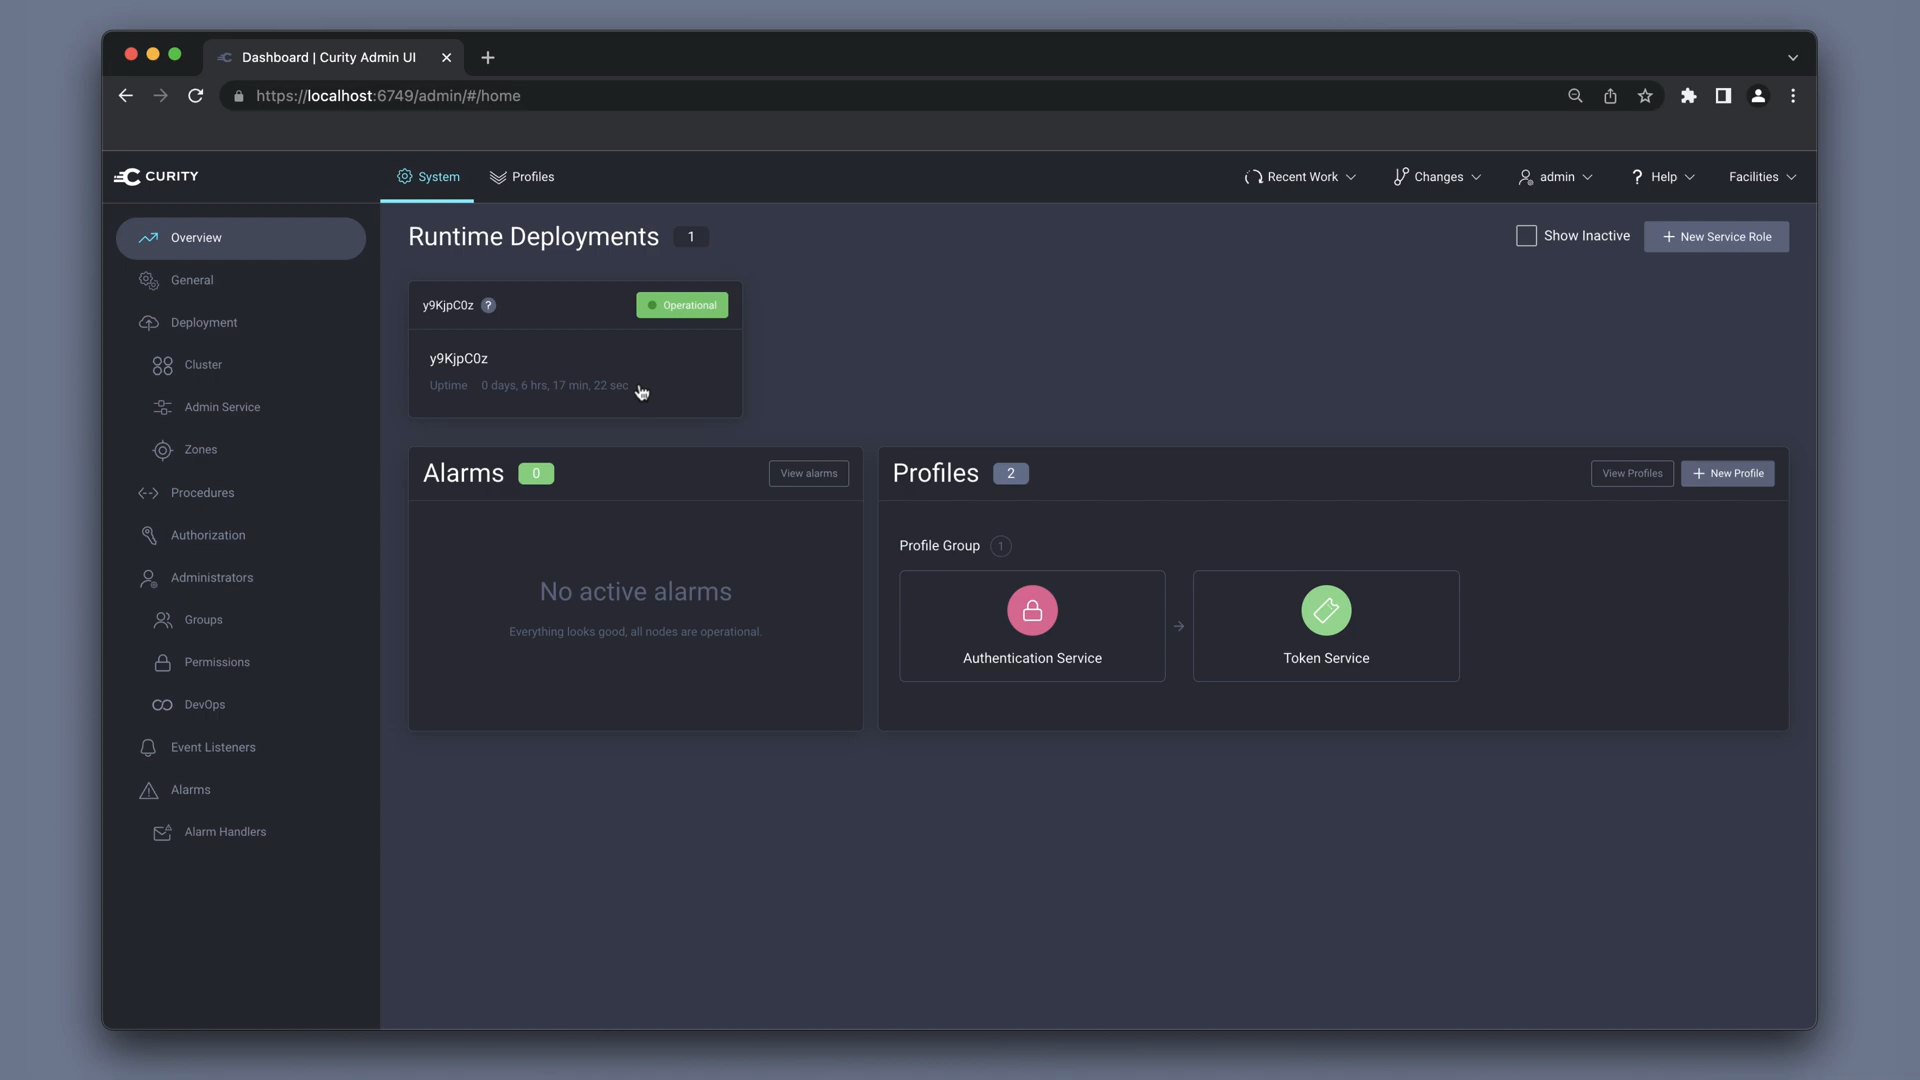 Dashboard | Curity Admin UI
https://localhost:6749/admin/#/home
CURITY
System
Profiles
Recent Work
Changes
admin
Help
Facilities
Overview
General
Deployment
Cluster
Admin Service
Zones
Procedures
Authorization
Administrators
Groups
Permissions
DevOps
Event Listeners
Alarms
Alarm Handlers
Runtime Deployments 1
Show Inactive
+ New Service Role
y9KjpC0z ?
Operational
y9KjpC0z
Uptime 0 days, 6 hrs, 17 min, 22 sec
Alarms 0
View alarms
No active alarms
Everything looks good, all nodes are operational.
Profiles 2
View Profiles
+ New Profile
Profile Group 1
Authentication Service
Token Service